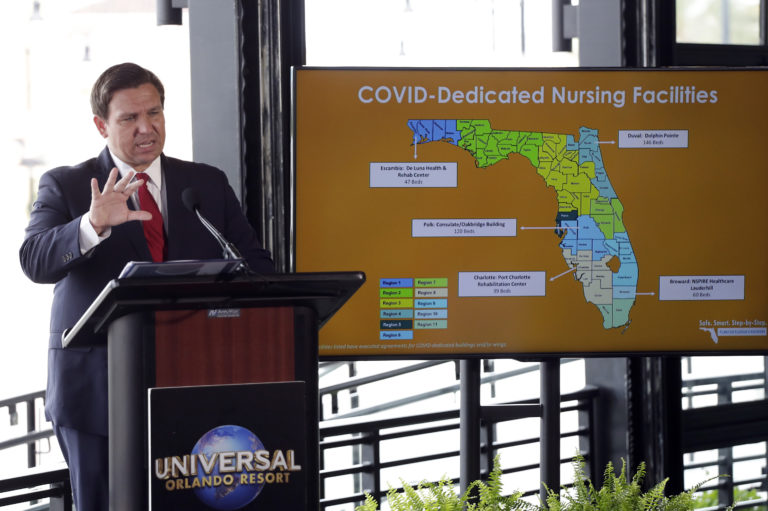 COVID-Dedicated Nursing Facilities
Duval: Dolphin Pointe
146 Beds
Escambia: De Luna Health &
Rehab Center
47 Beds
Polk: Consulate/Oakbridge Building
120 Beds
Charlotte: Port Charlotte
Rehabilitation Center
39 Beds
Broward: NSPIRE Healthcare
Lauderhill
60 Beds
Region 1
Region 2
Region 3
Region 4
Region 5
Region 6
Region 7
Region 8
Region 9
Region 10
Region 11
Safe. Smart. Step-by-Step.
listed have executed agreements for COVID-dedicated buildings and/or wings.
UNIVERSAL
ORLANDO RESORT